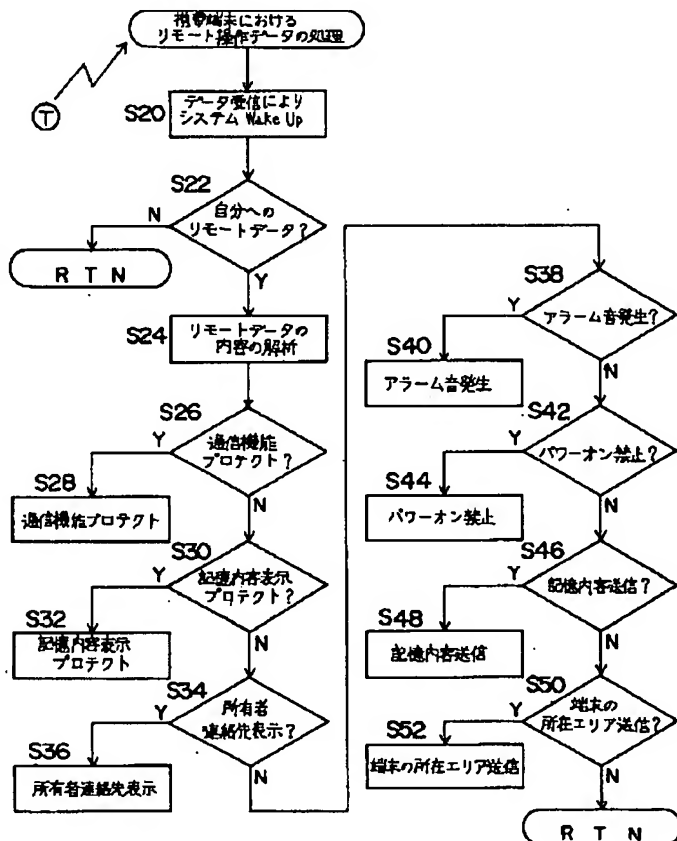 携帯端末における
リモート操作データの処理
T
S20
データ受信により
システム Wake Up
S22
自分への
リモートデータ?
N
Y
RTN
S24
リモートデータの
内容の解析
S26
通信機能
プロテクト?
Y
N
S28
通信機能プロテクト
S30
記憶内容表示
プロテクト?
Y
N
S32
記憶内容表示
プロテクト
S34
所有者
連絡先表示?
Y
N
S36
所有者連絡先表示
S38
アラーム音発生?
Y
N
S40
アラーム音発生
S42
パワーオン禁止?
Y
N
S44
パワーオン禁止
S46
記憶内容送信?
Y
N
S48
記憶内容送信
S50
端末の
所在エリア送信?
Y
N
S52
端末の所在エリア送信
RTN